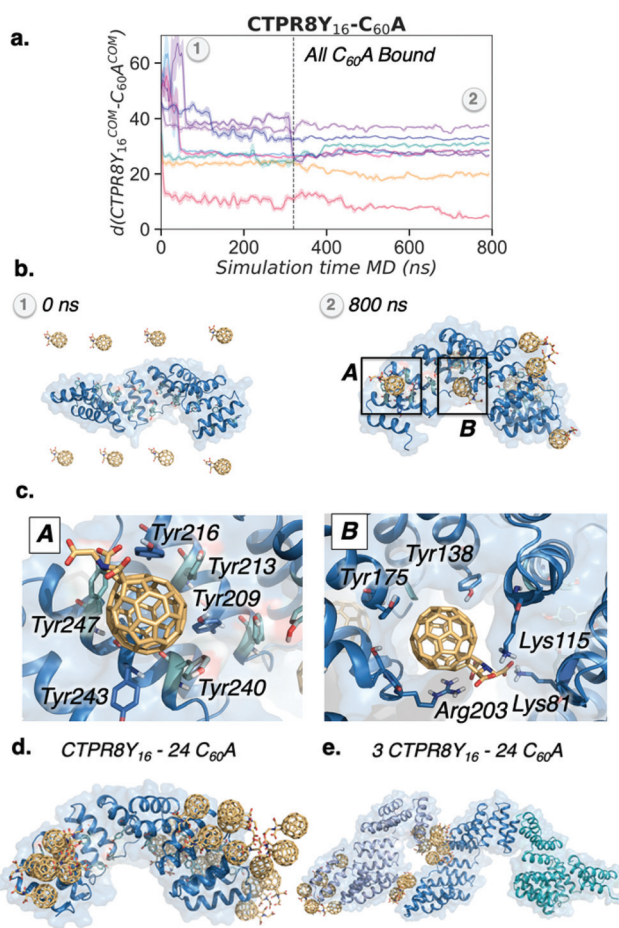 a.
CTPR8Y₁₆-C₆₀A
1
All C₆₀A Bound
2
60
40
20
0
d(CTPR8Y₁₆ᶜᴼᴹ-C₆₀Aᶜᴼᴹ)
0 200 400 600 800
Simulation time MD (ns)
b.
1 0 ns
2 800 ns
A
B
c.
A
Tyr216
Tyr213
Tyr209
Tyr247
Tyr240
Tyr243
B
Tyr138
Tyr175
Lys115
Lys81
Arg203
d. CTPR8Y₁₆ - 24 C₆₀A
e. 3 CTPR8Y₁₆ - 24 C₆₀A